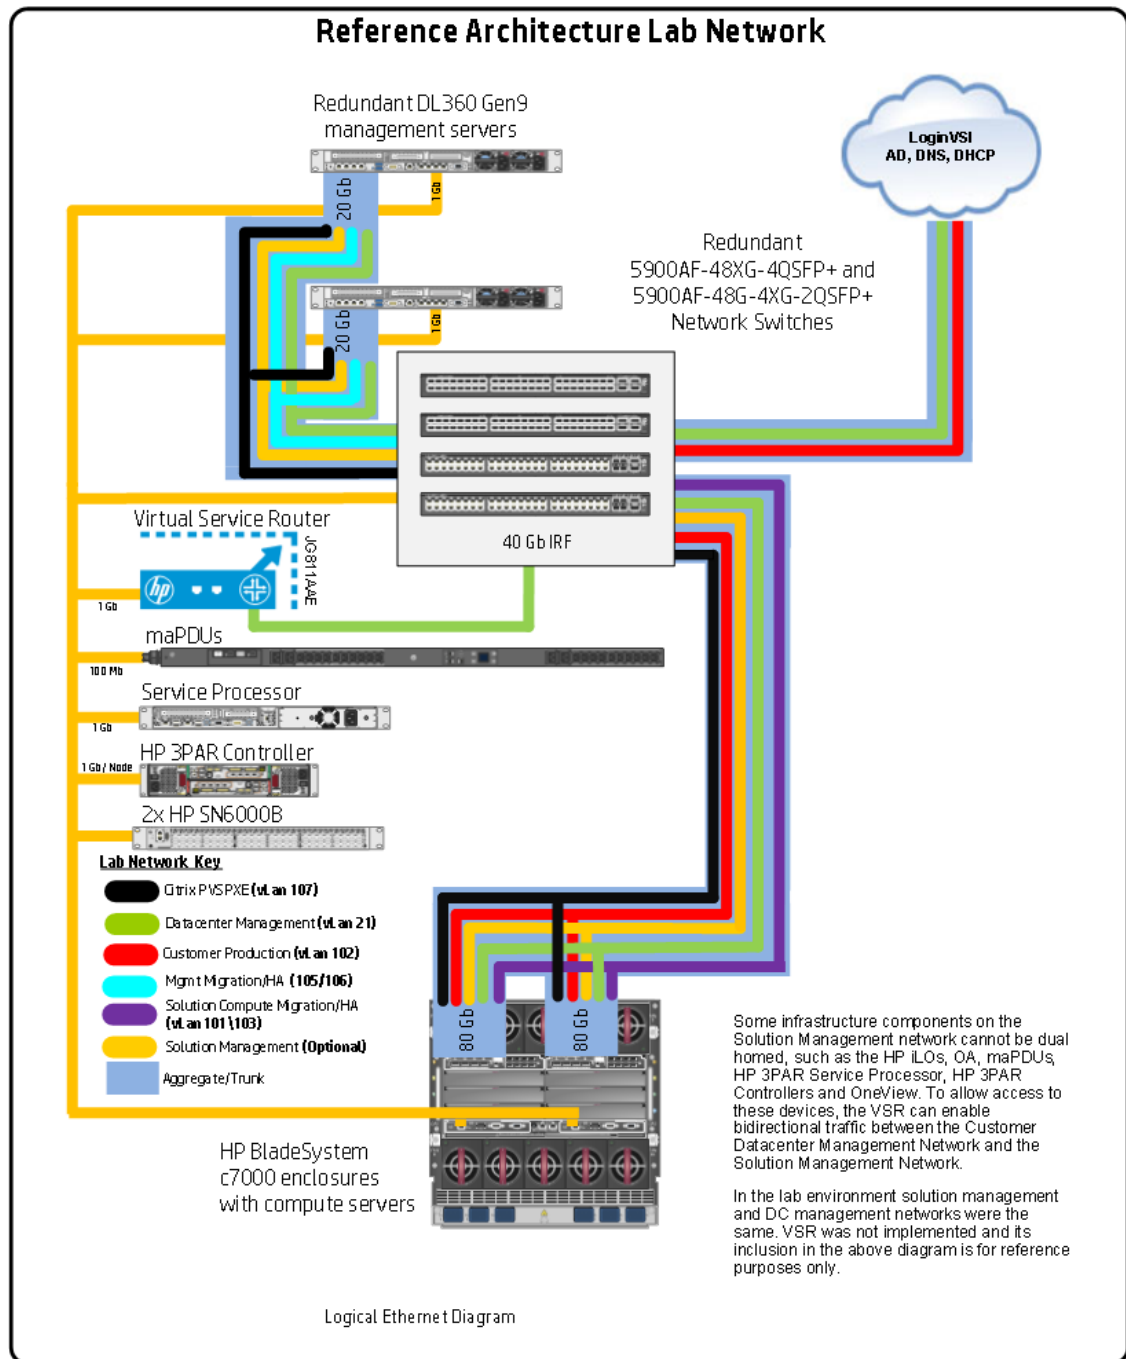 Reference Architecture Lab Network
Redundant DL360 Gen9
management servers
LoginVSI
AD, DNS, DHCP
20 Gb
1 Gb
Redundant
5900AF-48XG-4QSFP+ and
5900AF-48G-4XG-2QSFP+
Network Switches
20 Gb
1 Gb
40 Gb IRF
Virtual Service Router
JG811AAE
hp
1 Gb
maPDUs
100 Mb
Service Processor
1 Gb
HP 3PAR Controller
1 Gb / Node
2x HP SN6000B
Lab Network Key
Citrix PVSPXE (vLan 107)
Datacenter Management (vLan 21)
Customer Production (vLan 102)
Mgmt Migration/HA (105/106)
Solution Compute Migration/HA
(vLan 101\103)
Solution Management (Optional)
Aggregate/Trunk
80 Gb
80 Gb
HP BladeSystem
c7000 enclosures
with compute servers
Some infrastructure components on the
Solution Management network cannot be dual
homed, such as the HP iLOs, OA, maPDUs,
HP 3PAR Service Processor, HP 3PAR
Controllers and OneView. To allow access to
these devices, the VSR can enable
bidirectional traffic between the Customer
Datacenter Management Network and the
Solution Management Network.
In the lab environment solution management
and DC management networks were the
same. VSR was not implemented and its
inclusion in the above diagram is for reference
purposes only.
Logical Ethernet Diagram